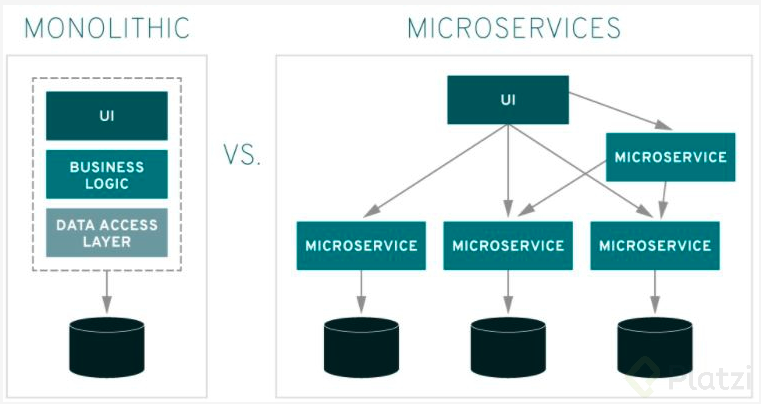 MONOLITHIC
VS.
MICROSERVICES
UI
BUSINESS
LOGIC
DATA ACCESS
LAYER
UI
MICROSERVICE
MICROSERVICE
MICROSERVICE
MICROSERVICE
Platzi